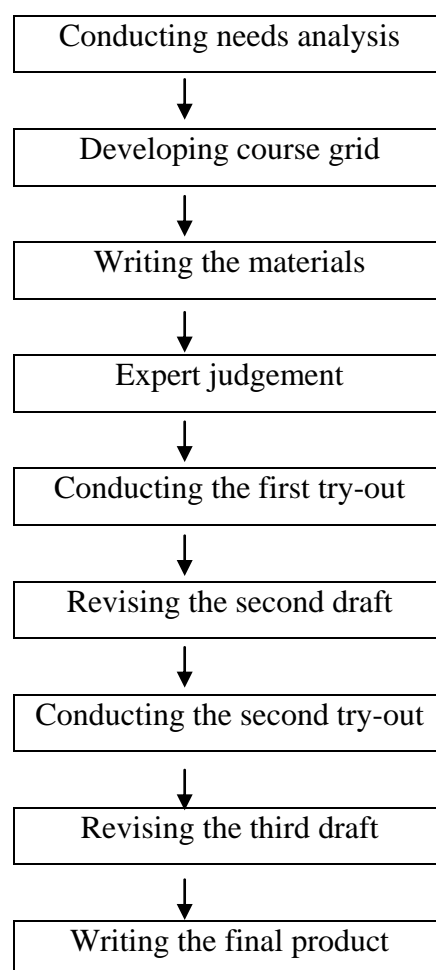 Conducting needs analysis
Developing course grid
Writing the materials
Expert judgement
Conducting the first try-out
Revising the second draft
Conducting the second try-out
Revising the third draft
Writing the final product